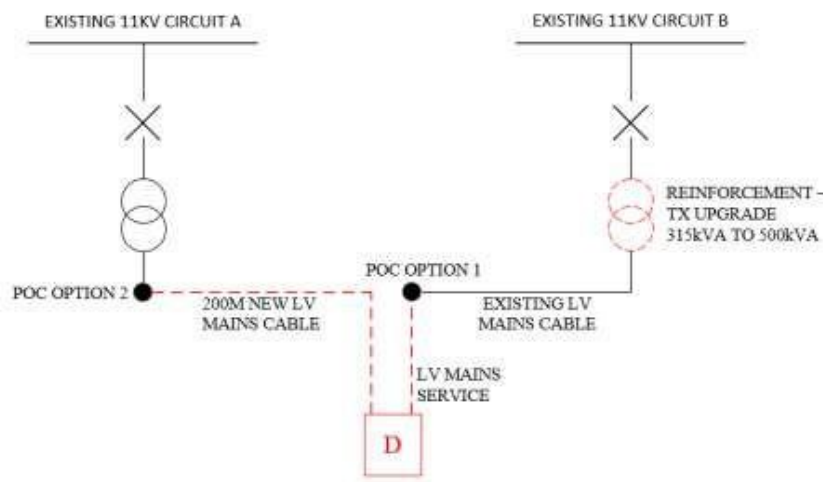 EXISTING 11KV CIRCUIT A
EXISTING 11KV CIRCUIT B
REINFORCEMENT –
TX UPGRADE
315kVA TO 500kVA
POC OPTION 1
POC OPTION 2
200M NEW LV
MAINS CABLE
EXISTING LV
MAINS CABLE
LV MAINS
SERVICE
D